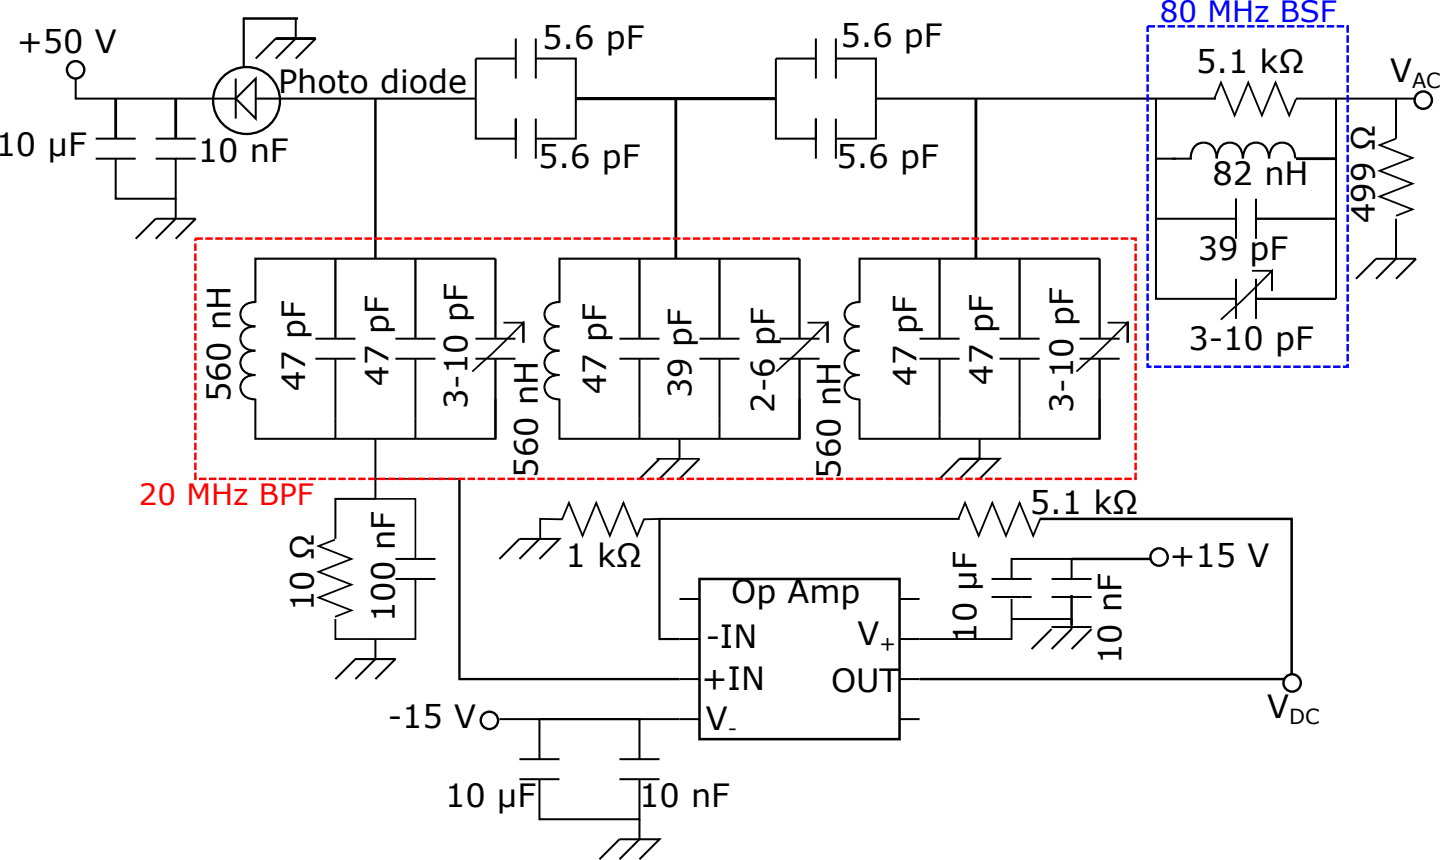 80 MHz BSF
5.6 pF
5.6 pF
+50 V
5.1 kΩ
VAC
Photo diode
10 µF
10 nF
5.6 pF
5.6 pF
82 nH
499 Ω
39 pF
3-10 pF
560 nH
47 pF
47 pF
3-10 pF
560 nH
47 pF
39 pF
2-6 pF
560 nH
47 pF
47 pF
3-10 pF
20 MHz BPF
5.1 kΩ
1 kΩ
10 Ω
100 nF
+15 V
10 µF
10 nF
Op Amp
-IN
V+
+IN
OUT
V-
-15 V
VDC
10 µF
10 nF